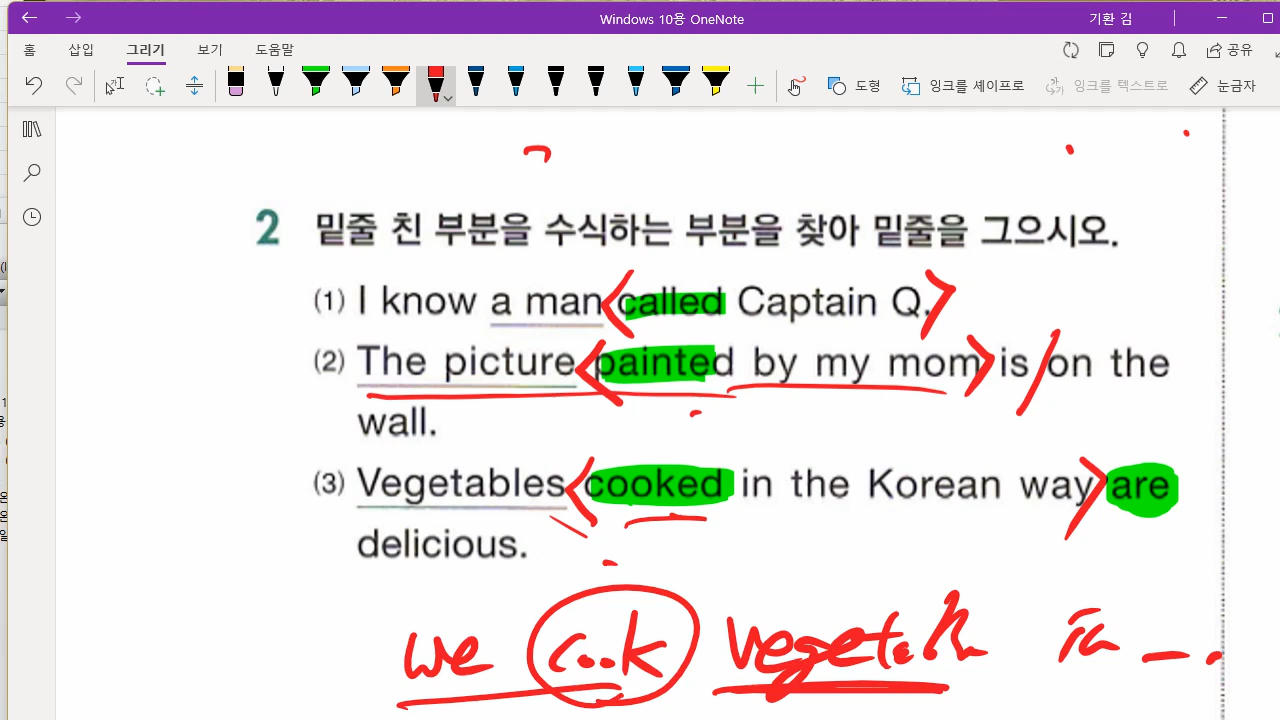 Windows 10용 OneNote
기환 김
홈 삽입 그리기 보기 도움말
공유
도형 잉크를 셰이프로 잉크를 텍스트로 눈금자
2 밑줄 친 부분을 수식하는 부분을 찾아 밑줄을 그으시오.
(1) I know a man called Captain Q.
(2) The picture painted by my mom is on the
wall.
(3) Vegetables cooked in the Korean way are
delicious.
we cook